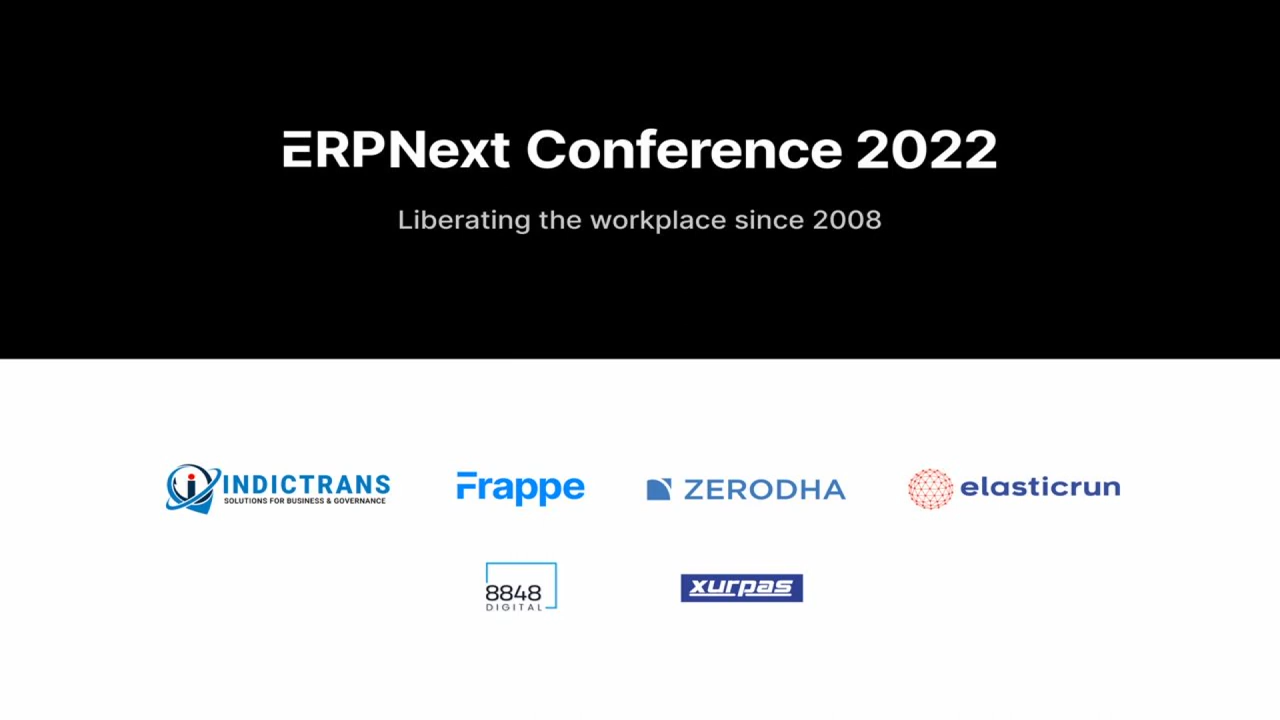 ERPNext Conference 2022
Liberating the workplace since 2008
i INDICTRANS
SOLUTIONS FOR BUSINESS & GOVERNANCE
Frappe
ZERODHA
elasticrun
8848
DIGITAL
xurpas